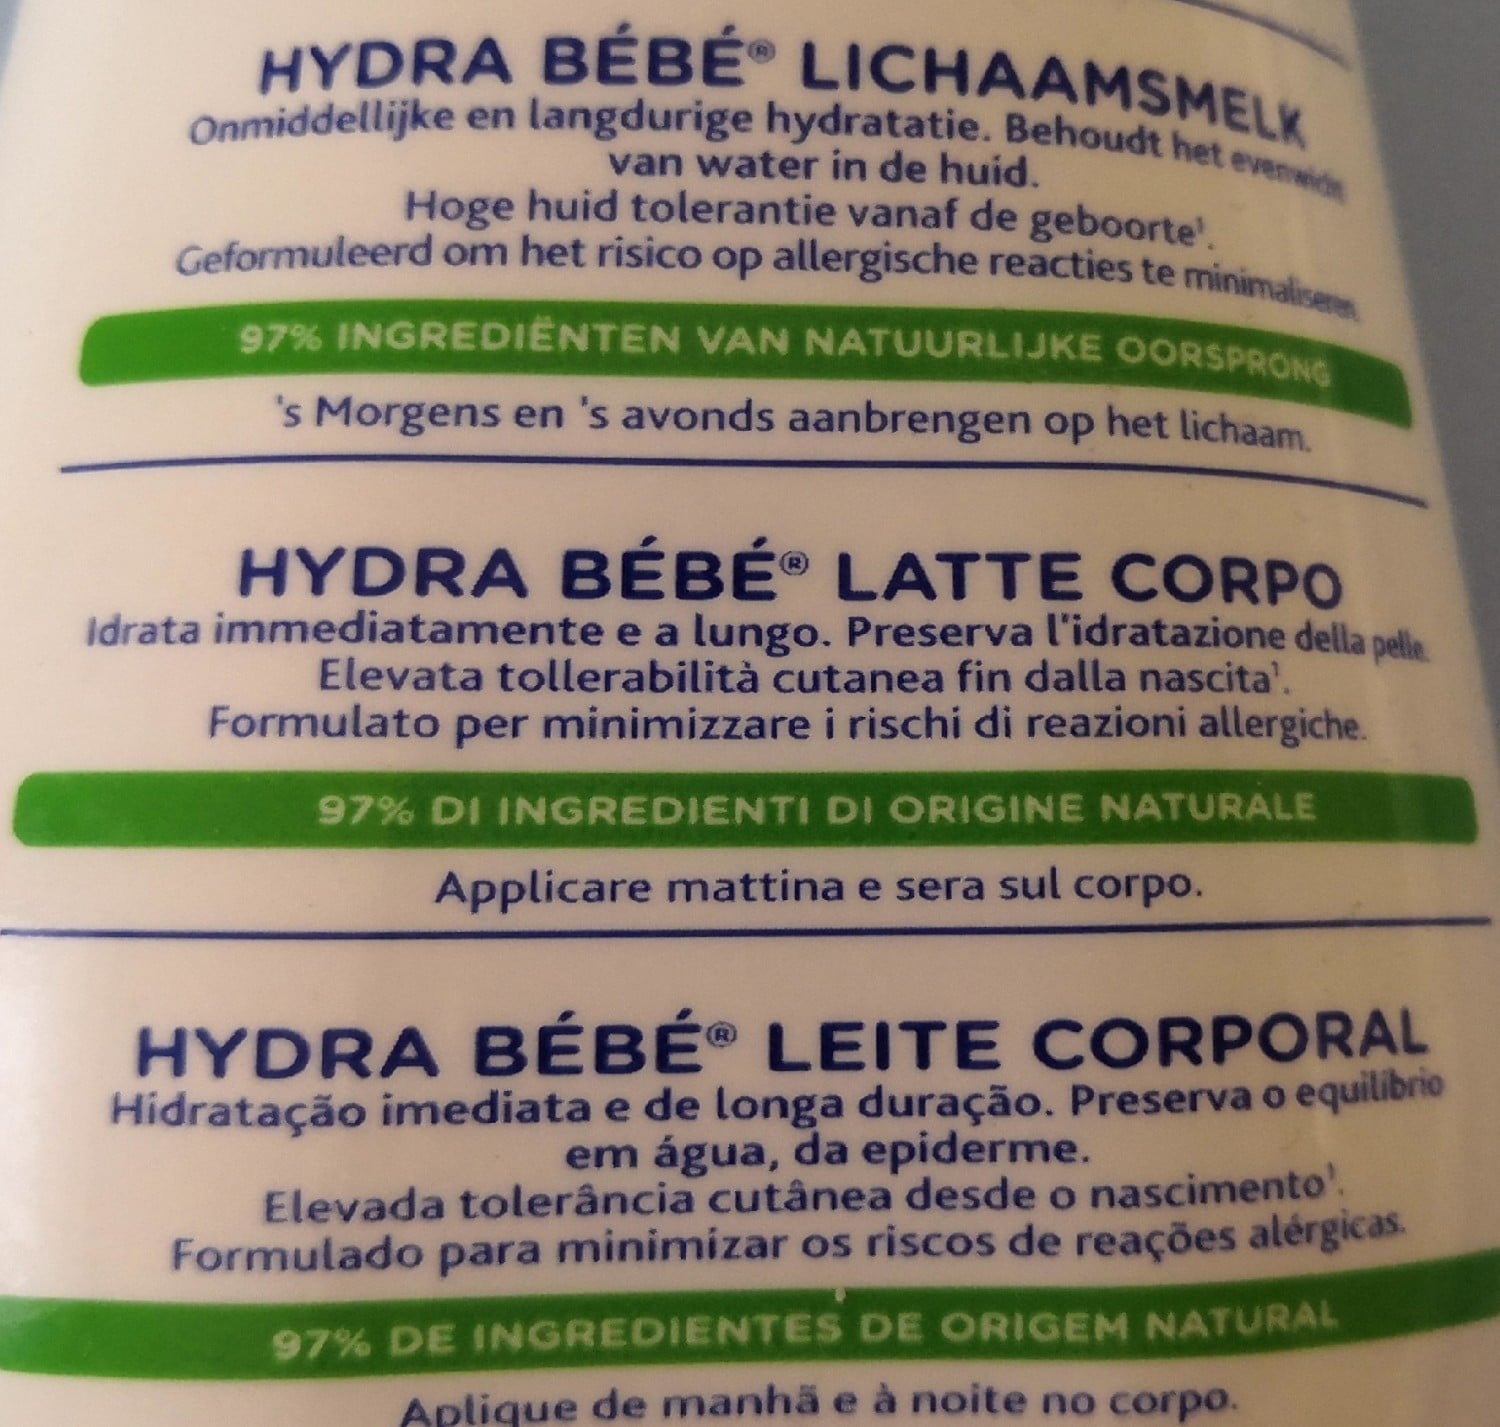 HYDRA BÉBÉ® LICHAAMSMELK
Onmiddellijke en langdurige hydratatie. Behoudt het evenwicht
van water in de huid.
Hoge huid tolerantie vanaf de geboorte¹.
Geformuleerd om het risico op allergische reacties te minimaliseren
97% INGREDIËNTEN VAN NATUURLIJKE OORSPRONG
's Morgens en 's avonds aanbrengen op het lichaam.
HYDRA BÉBÉ® LATTE CORPO
Idrata immediatamente e a lungo. Preserva l'idratazione della pelle.
Elevata tollerabilità cutanea fin dalla nascita¹.
Formulato per minimizzare i rischi di reazioni allergiche.
97% DI INGREDIENTI DI ORIGINE NATURALE
Applicare mattina e sera sul corpo.
HYDRA BÉBÉ® LEITE CORPORAL
Hidratação imediata e de longa duração. Preserva o equilíbrio
em água, da epiderme.
Elevada tolerância cutânea desde o nascimento¹.
Formulado para minimizar os riscos de reações alérgicas.
97% DE INGREDIENTES DE ORIGEM NATURAL
Aplique de manhã e à noite no corpo.